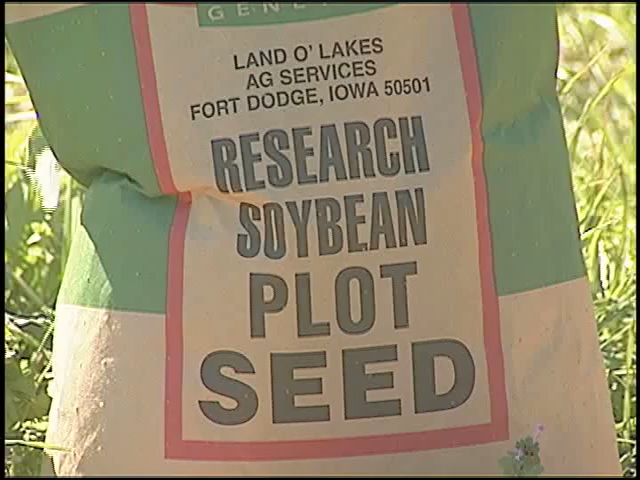 LAND O' LAKES
AG SERVICES
FORT DODGE, IOWA 50501
RESEARCH
SOYBEAN
PLOT
SEED